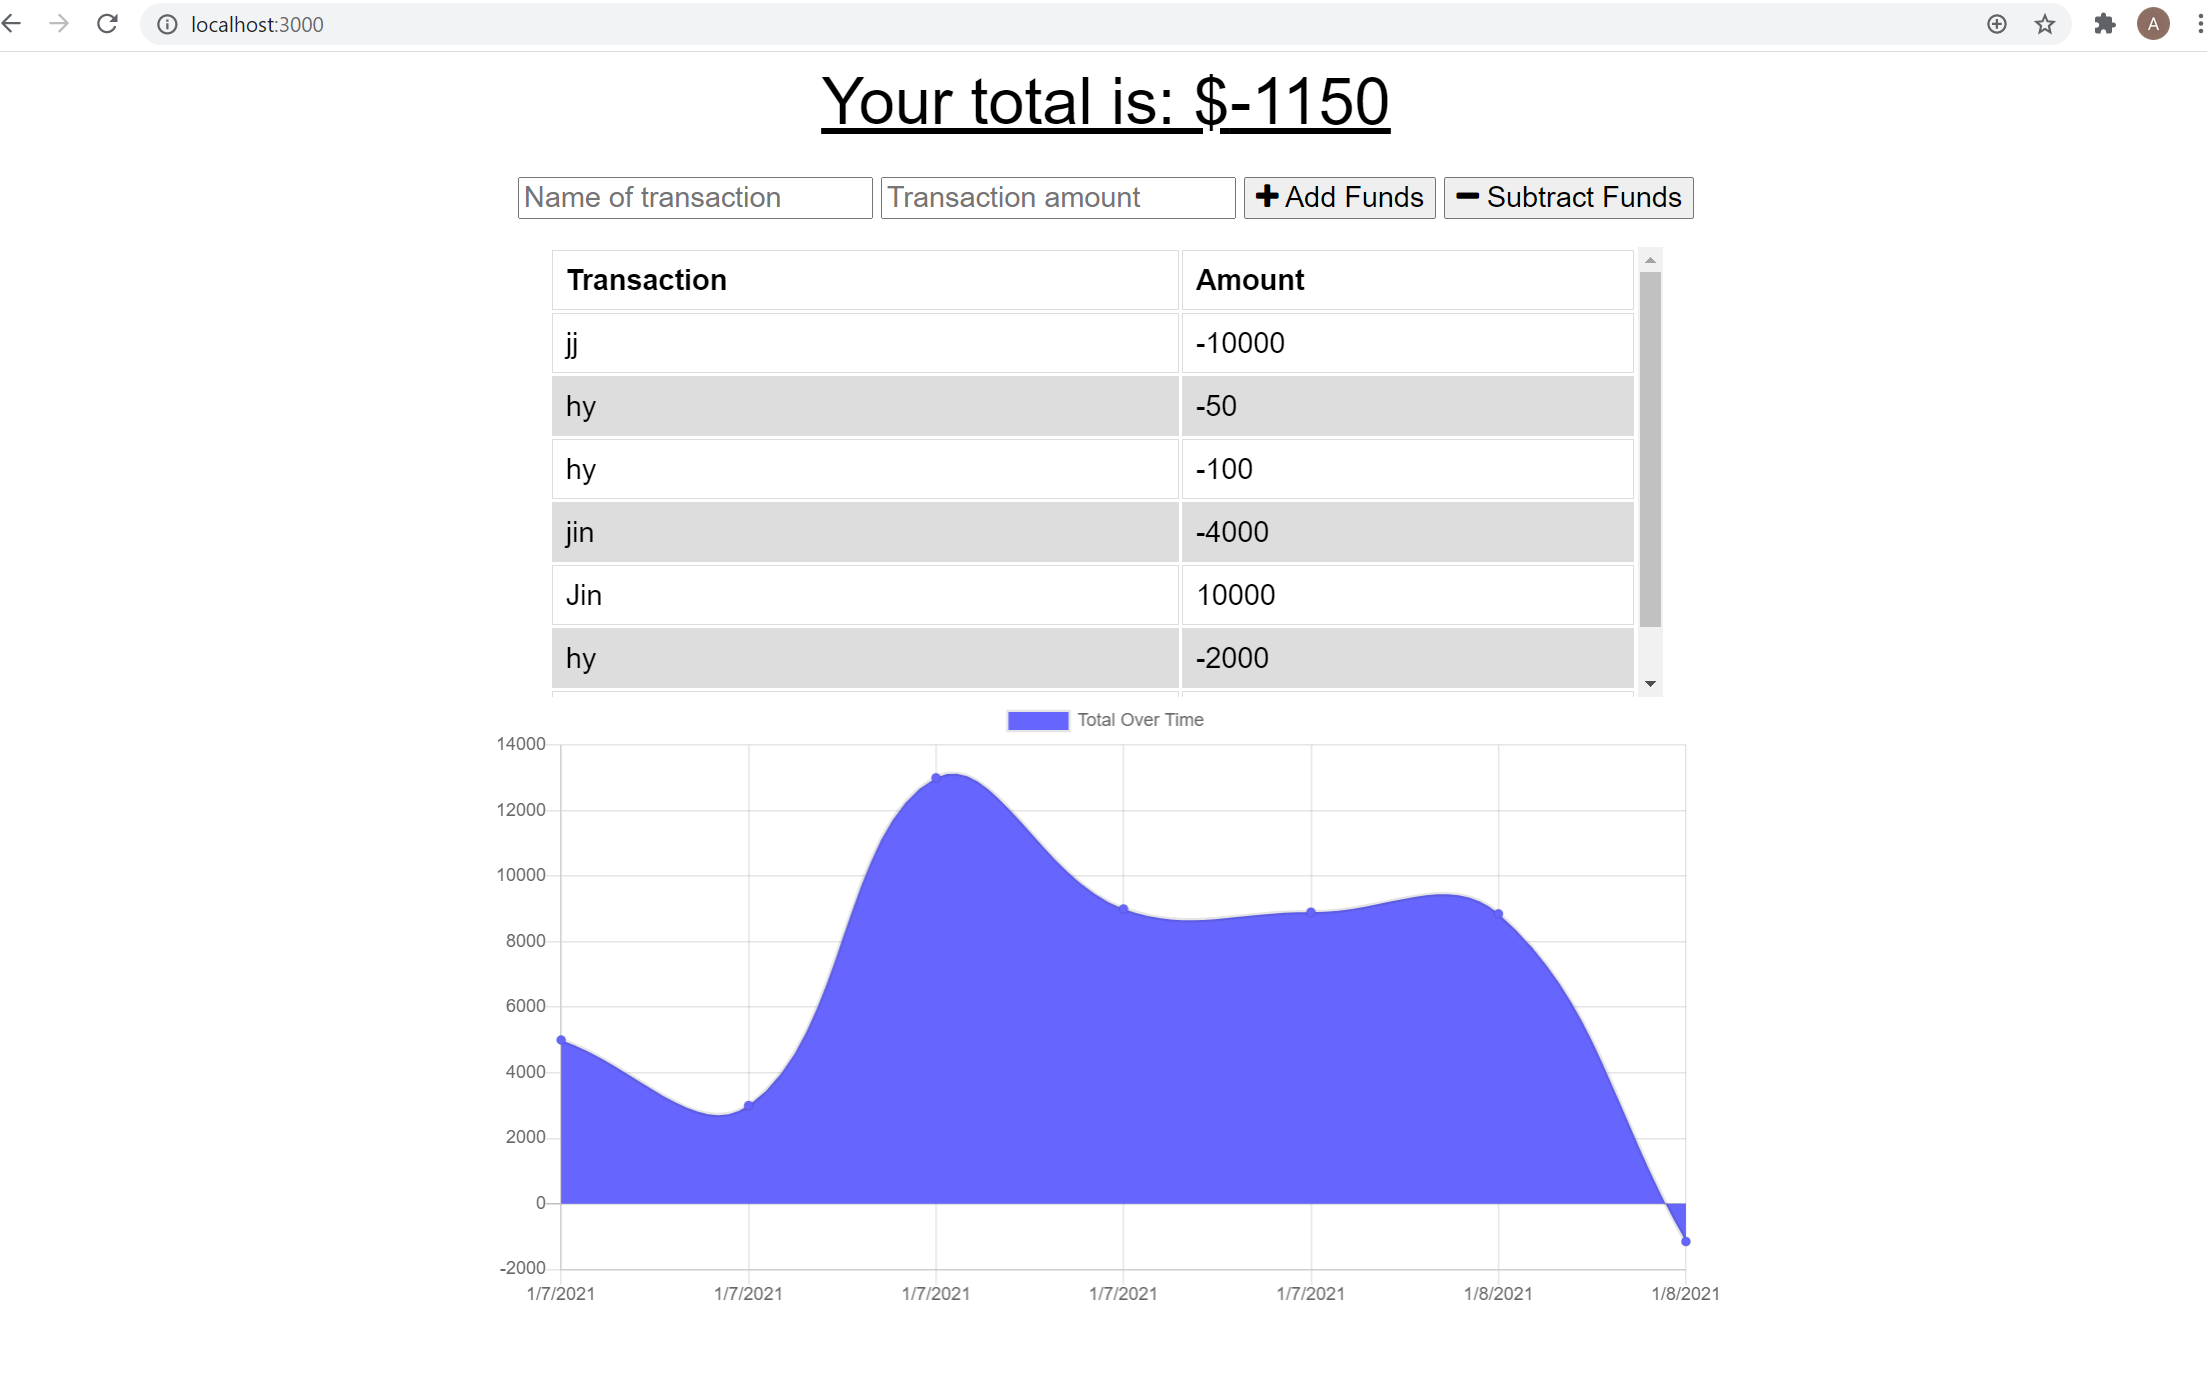 localhost:3000
A
Your total is: $-1150
Name of transaction Transaction amount Add Funds Subtract Funds
Transaction Amount
jj -10000
hy -50
hy -100
jin -4000
Jin 10000
hy -2000
Total Over Time
14000
12000
10000
8000
6000
4000
2000
0
-2000
1/7/2021 1/7/2021 1/7/2021 1/7/2021 1/7/2021 1/8/2021 1/8/2021